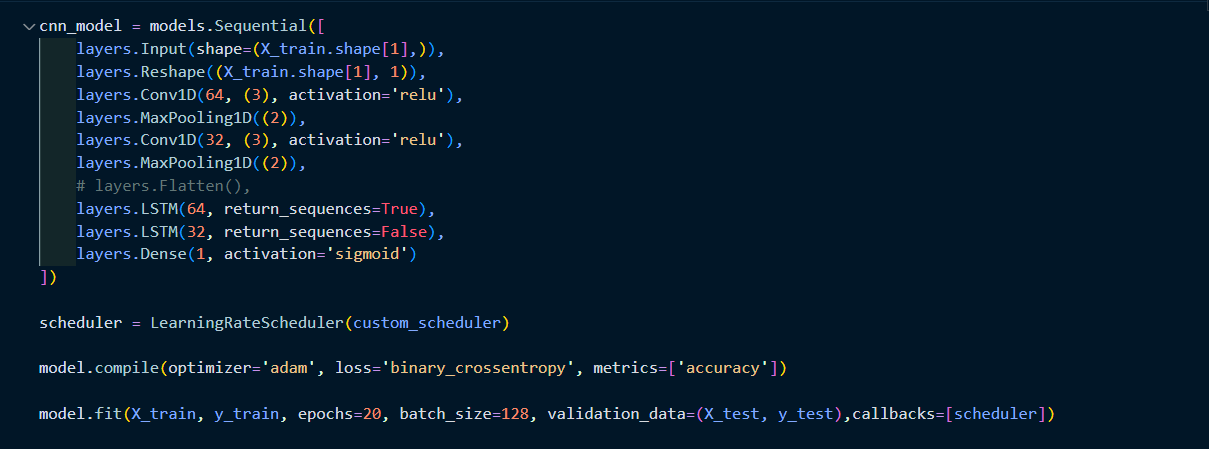 cnn_model = models.Sequential([
    layers.Input(shape=(X_train.shape[1],)),
    layers.Reshape((X_train.shape[1], 1)),
    layers.Conv1D(64, (3), activation='relu'),
    layers.MaxPooling1D((2)),
    layers.Conv1D(32, (3), activation='relu'),
    layers.MaxPooling1D((2)),
    # layers.Flatten(),
    layers.LSTM(64, return_sequences=True),
    layers.LSTM(32, return_sequences=False),
    layers.Dense(1, activation='sigmoid')
])
scheduler = LearningRateScheduler(custom_scheduler)
model.compile(optimizer='adam', loss='binary_crossentropy', metrics=['accuracy'])
model.fit(X_train, y_train, epochs=20, batch_size=128, validation_data=(X_test, y_test),callbacks=[scheduler])